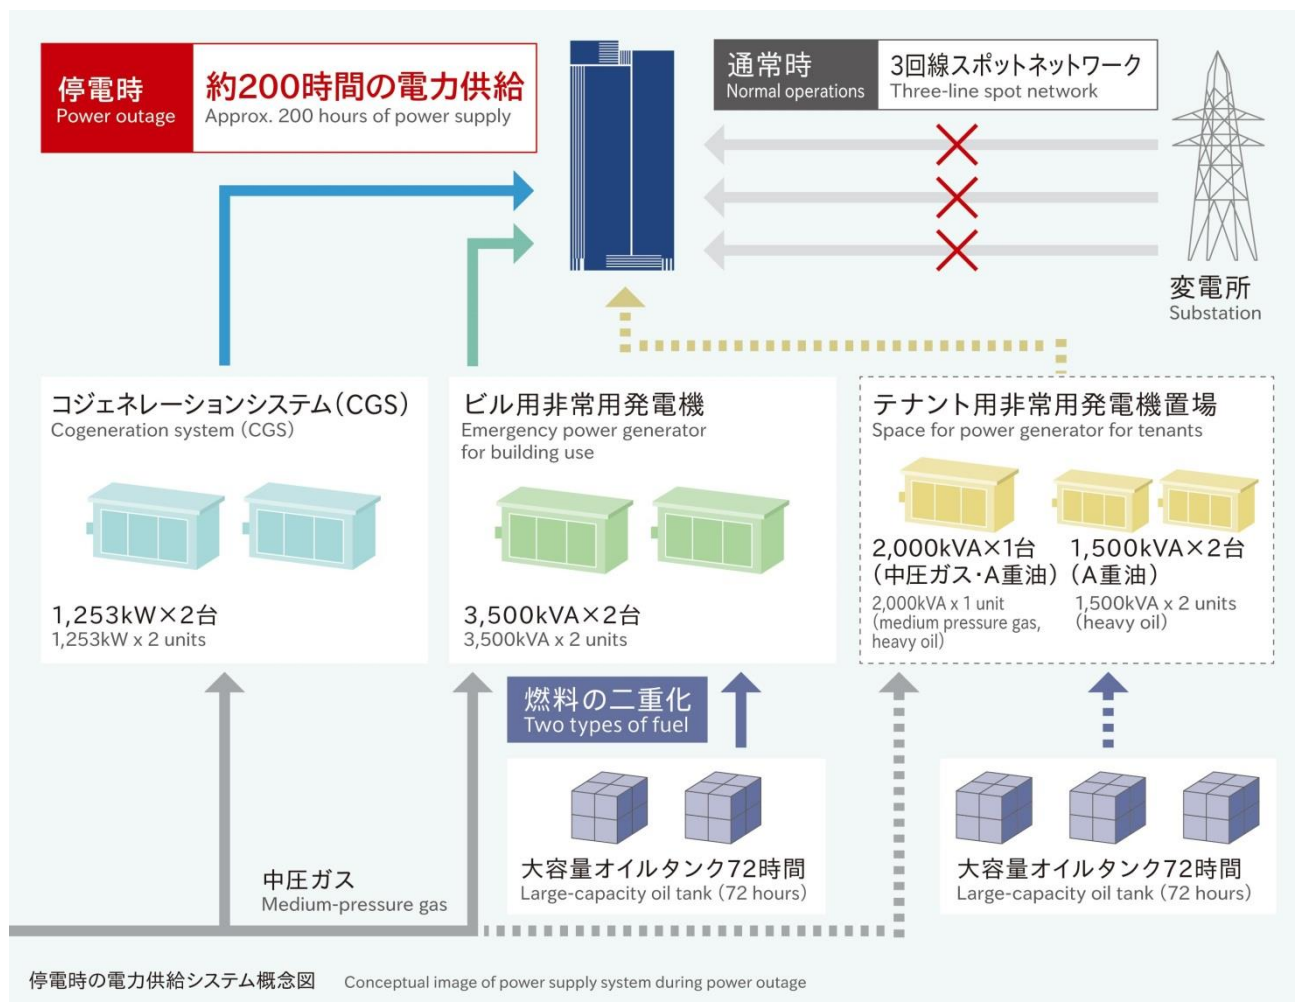 停電時
Power outage
約200時間の電力供給
Approx. 200 hours of power supply
通常時
Normal operations
3回線スポットネットワーク
Three-line spot network
変電所
Substation
コジェネレーションシステム(CGS)
Cogeneration system (CGS)
1,253kW×2台
1,253kW x 2 units
ビル用非常用発電機
Emergency power generator
for building use
3,500kVA×2台
3,500kVA x 2 units
テナント用非常用発電機置場
Space for power generator for tenants
2,000kVA×1台
(中圧ガス・A重油)
2,000kVA x 1 unit
(medium pressure gas,
heavy oil)
1,500kVA×2台
(A重油)
1,500kVA x 2 units
(heavy oil)
燃料の二重化
Two types of fuel
大容量オイルタンク72時間
Large-capacity oil tank (72 hours)
大容量オイルタンク72時間
Large-capacity oil tank (72 hours)
中圧ガス
Medium-pressure gas
停電時の電力供給システム概念図 Conceptual image of power supply system during power outage